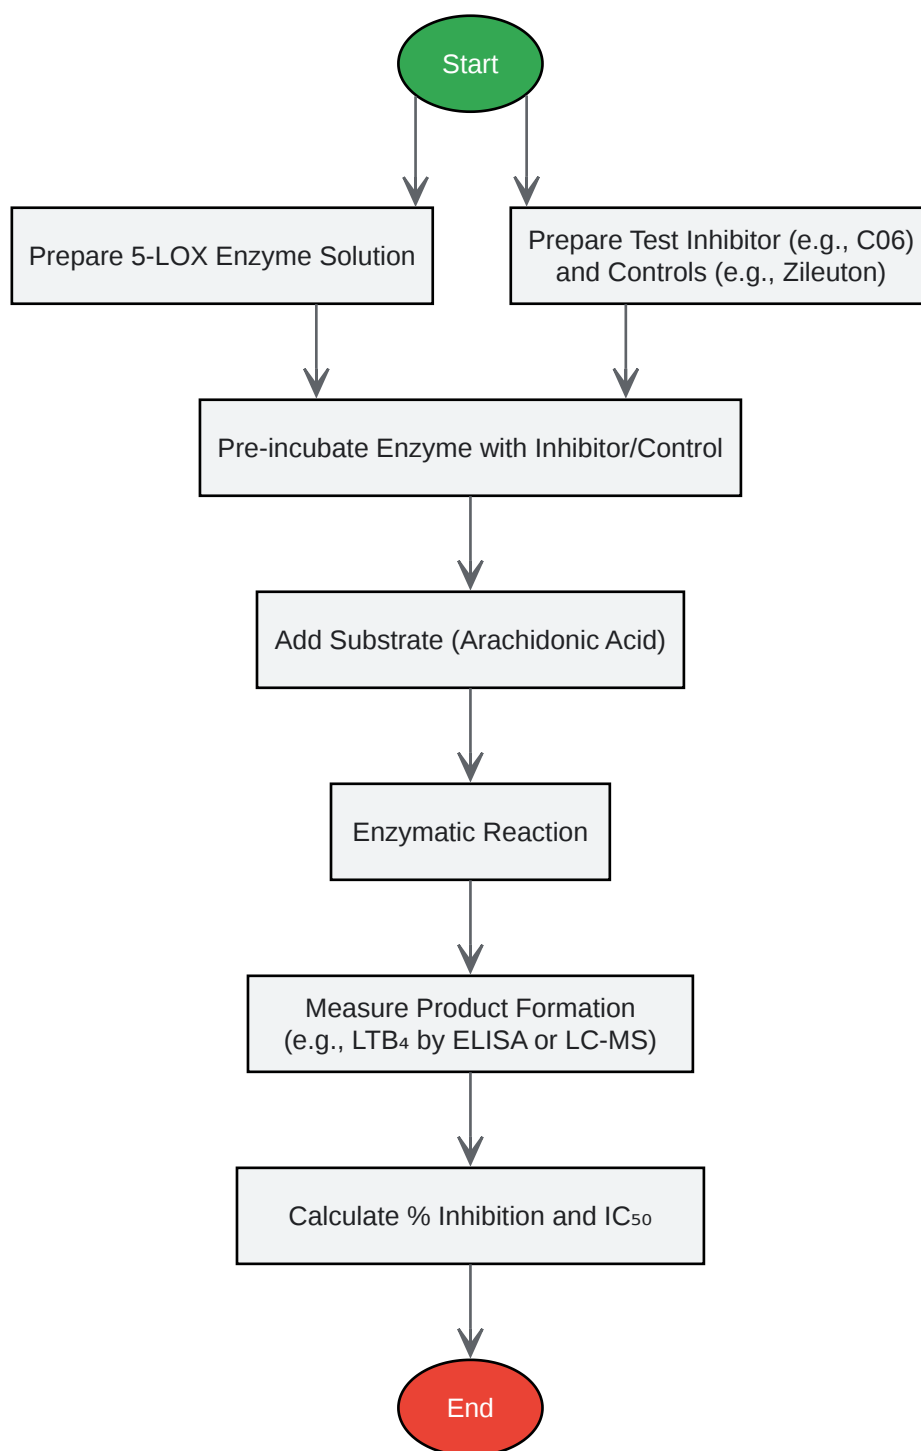 Start
Prepare 5-LOX Enzyme Solution
Prepare Test Inhibitor (e.g., C06)
and Controls (e.g., Zileuton)
Pre-incubate Enzyme with Inhibitor/Control
Add Substrate (Arachidonic Acid)
Enzymatic Reaction
Measure Product Formation
(e.g., LTB₄ by ELISA or LC-MS)
Calculate % Inhibition and IC₅₀
End